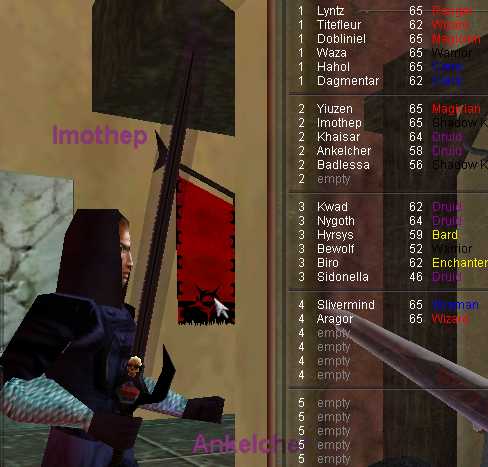 Imothep
1 Lyntz 65 Ranger
1 Titefleur 62 Wizard
1 Dobliniel 65 Magician
1 Waza 65 Warrior
1 Hahol 65 Cleric
1 Dagmentar 62 Cleric
2 Yiuzen 65 Magician
2 Imothep 65 Shadow K
2 Khaisar 64 Druid
2 Ankelcher 58 Druid
2 Badlessa 56 Shadow K
2 empty
3 Kwad 62 Druid
3 Nygoth 64 Druid
3 Hyrsys 59 Bard
3 Bewolf 52 Warrior
3 Biro 62 Enchanter
3 Sidonella 46 Druid
4 Slivermind 65 Shaman
4 Aragor 65 Wizard
4 empty
4 empty
4 empty
4 empty
5 empty
5 empty
5 empty
5 empty
5 empty
Ankelcher